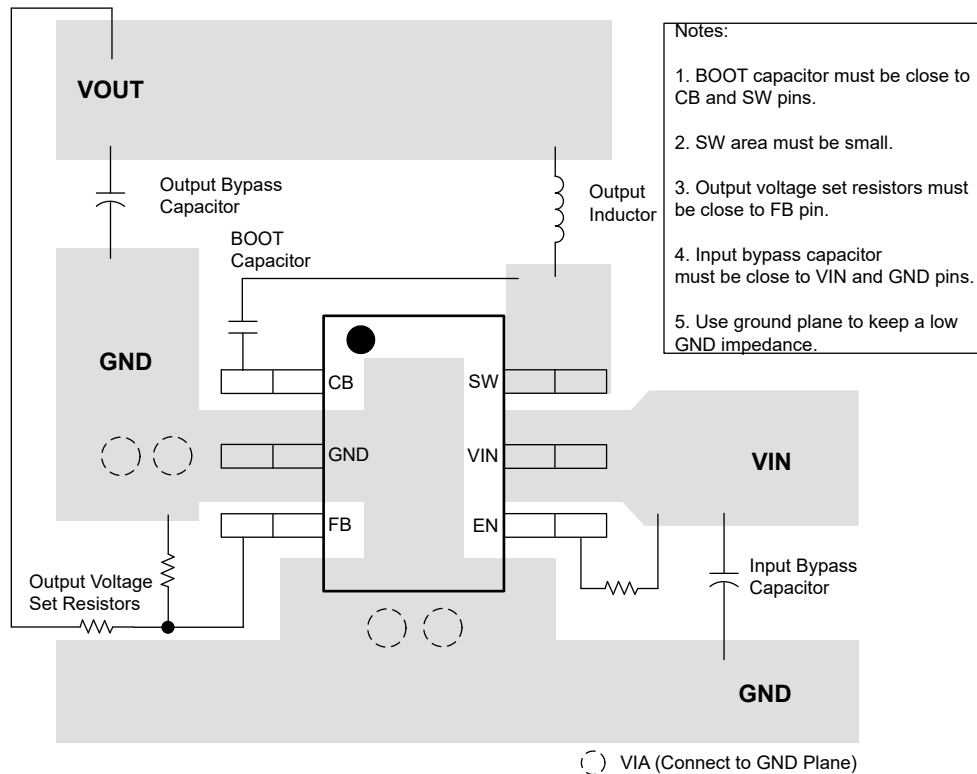 VOUT
Notes:
1. BOOT capacitor must be close to
CB and SW pins.
2. SW area must be small.
3. Output voltage set resistors must
be close to FB pin.
4. Input bypass capacitor
must be close to VIN and GND pins.
5. Use ground plane to keep a low
GND impedance.
Output Bypass
Capacitor
Output
Inductor
BOOT
Capacitor
GND
CB
SW
GND
VIN
VIN
FB
EN
Output Voltage
Set Resistors
Input Bypass
Capacitor
GND
VIA (Connect to GND Plane)